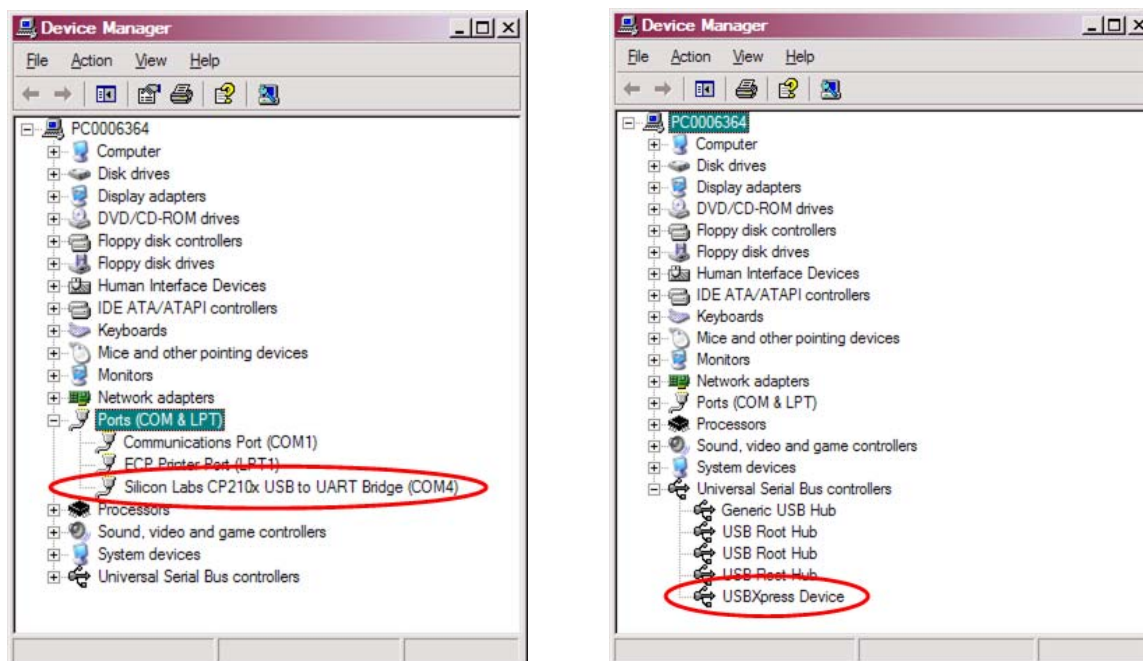 Device Manager
File Action View Help
PC0006364
Computer
Disk drives
Display adapters
DVD/CD-ROM drives
Floppy disk controllers
Floppy disk drives
Human Interface Devices
IDE ATA/ATAPI controllers
Keyboards
Mice and other pointing devices
Monitors
Network adapters
Ports (COM & LPT)
Communications Port (COM1)
ECP Printer Port (LPT1)
Silicon Labs CP210x USB to UART Bridge (COM4)
Processors
Sound, video and game controllers
System devices
Universal Serial Bus controllers
Device Manager
File Action View Help
PC0006364
Computer
Disk drives
Display adapters
DVD/CD-ROM drives
Floppy disk controllers
Floppy disk drives
Human Interface Devices
IDE ATA/ATAPI controllers
Keyboards
Mice and other pointing devices
Monitors
Network adapters
Ports (COM & LPT)
Processors
Sound, video and game controllers
System devices
Universal Serial Bus controllers
Generic USB Hub
USB Root Hub
USB Root Hub
USB Root Hub
USBXpress Device